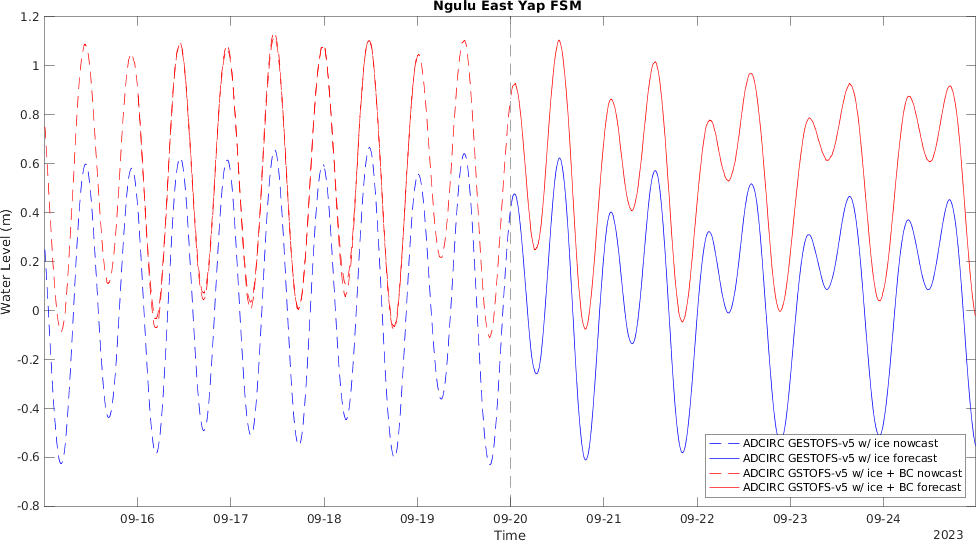 Ngulu East Yap FSM
1.2
1
0.8
0.6
0.4
0.2
0
-0.2
-0.4
-0.6
-0.8
Water Level (m)
ADCIRC GESTOFS-v5 w/ ice nowcast
ADCIRC GESTOFS-v5 w/ ice forecast
ADCIRC GSTOFS-v5 w/ ice + BC nowcast
ADCIRC GSTOFS-v5 w/ ice + BC forecast
09-16 09-17 09-18 09-19 09-20 09-21 09-22 09-23 09-24
Time
2023